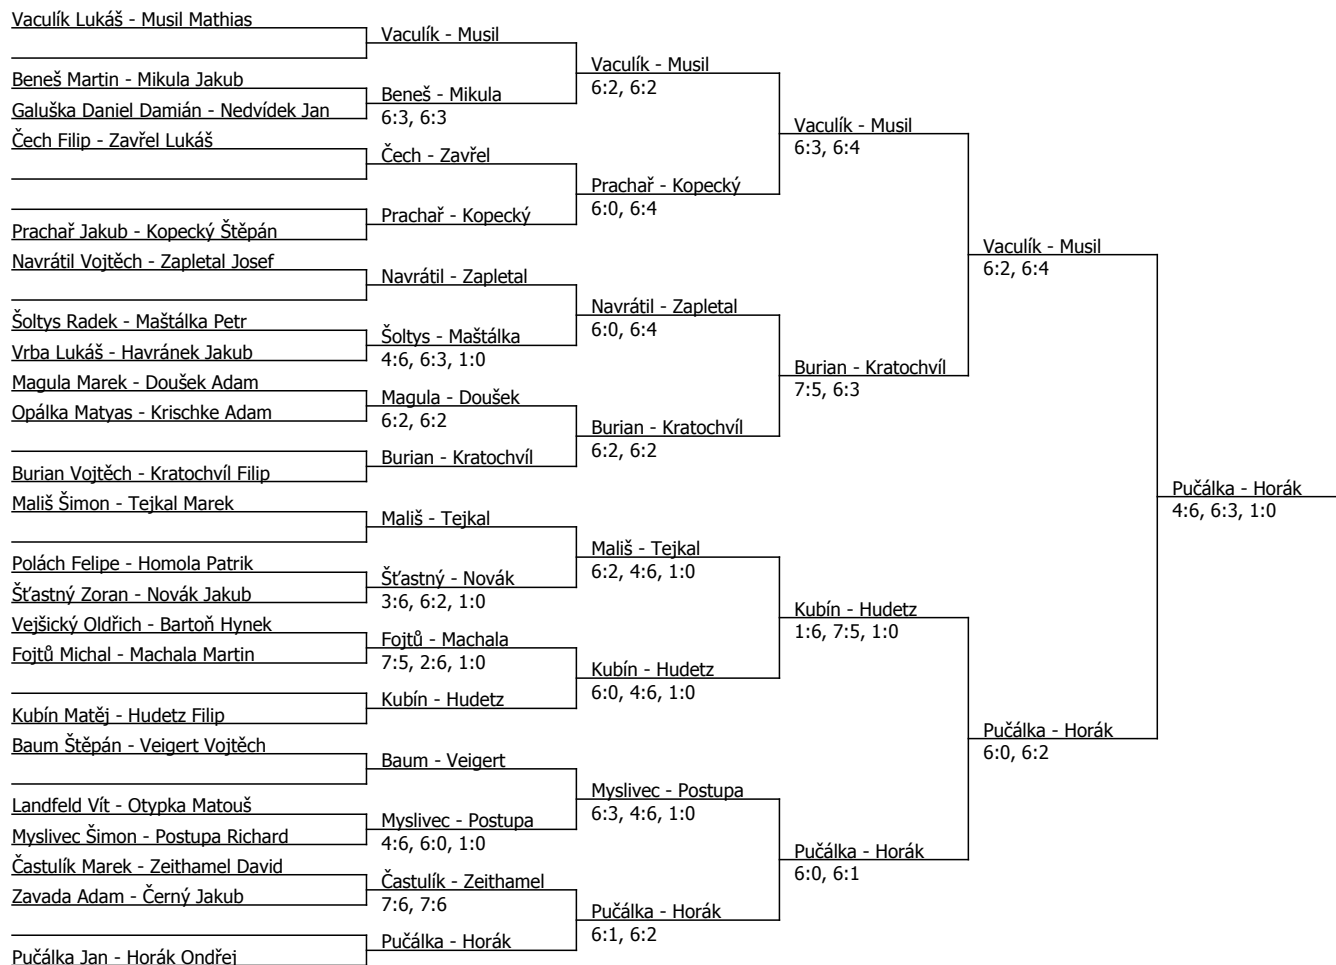 Vaculík Lukáš - Musil Mathias
Beneš Martin - Mikula Jakub
Galuška Daniel Damián - Nedvídek Jan
Čech Filip - Zavřel Lukáš
Prachař Jakub - Kopecký Štěpán
Navrátil Vojtěch - Zapletal Josef
Šoltys Radek - Maštálka Petr
Vrba Lukáš - Havránek Jakub
Magula Marek - Doušek Adam
Opálka Matyas - Krischke Adam
Burian Vojtěch - Kratochvíl Filip
Mališ Šimon - Tejkal Marek
Polách Felipe - Homola Patrik
Šťastný Zoran - Novák Jakub
Vejšický Oldřich - Bartoň Hynek
Fojtů Michal - Machala Martin
Kubín Matěj - Hudetz Filip
Baum Štěpán - Veigert Vojtěch
Landfeld Vít - Otypka Matouš
Myslivec Šimon - Postupa Richard
Častulík Marek - Zeithamel David
Zavada Adam - Černý Jakub
Pučálka Jan - Horák Ondřej
Vaculík - Musil
Beneš - Mikula
6:3, 6:3
Čech - Zavřel
Prachař - Kopecký
Navrátil - Zapletal
Šoltys - Maštálka
4:6, 6:3, 1:0
Magula - Doušek
6:2, 6:2
Burian - Kratochvíl
Mališ - Tejkal
Šťastný - Novák
3:6, 6:2, 1:0
Fojtů - Machala
7:5, 2:6, 1:0
Kubín - Hudetz
Baum - Veigert
Myslivec - Postupa
4:6, 6:0, 1:0
Častulík - Zeithamel
7:6, 7:6
Pučálka - Horák
Vaculík - Musil
6:2, 6:2
Prachař - Kopecký
6:0, 6:4
Navrátil - Zapletal
6:0, 6:4
Burian - Kratochvíl
6:2, 6:2
Mališ - Tejkal
6:2, 4:6, 1:0
Kubín - Hudetz
6:0, 4:6, 1:0
Myslivec - Postupa
6:3, 4:6, 1:0
Pučálka - Horák
6:1, 6:2
Vaculík - Musil
6:3, 6:4
Burian - Kratochvíl
7:5, 6:3
Kubín - Hudetz
1:6, 7:5, 1:0
Pučálka - Horák
6:0, 6:1
Vaculík - Musil
6:2, 6:4
Pučálka - Horák
6:0, 6:2
Pučálka - Horák
4:6, 6:3, 1:0